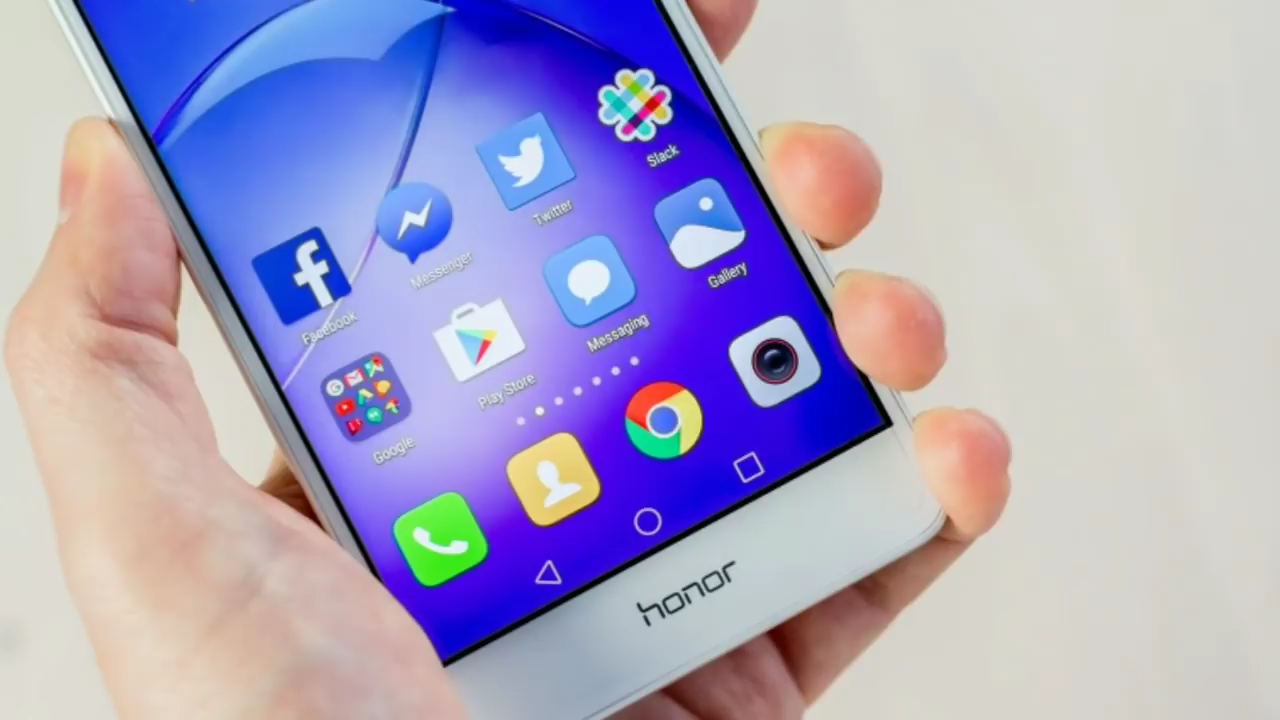 Facebook
Messenger
Twitter
Slack
Google
Play Store
Messaging
Gallery
honor